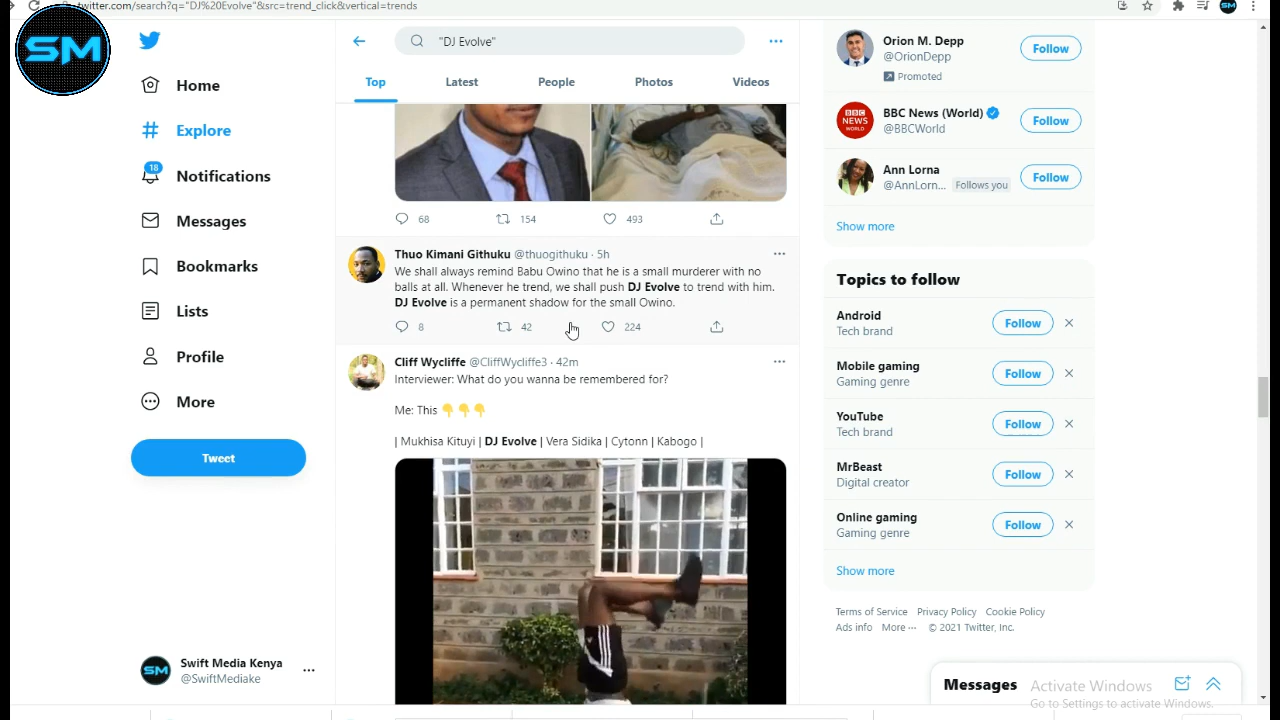 twitter.com/search?q="DJ%20Evolve"&src=trend_click&vertical=trends
SM
Home
Explore
18
Notifications
Messages
Bookmarks
Lists
Profile
More
Tweet
SM
Swift Media Kenya
@SwiftMediake
"DJ Evolve"
Top
Latest
People
Photos
Videos
68
154
493
Thuo Kimani Githuku @thuogithuku · 5h
We shall always remind Babu Owino that he is a small murderer with no
balls at all. Whenever he trend, we shall push DJ Evolve to trend with him.
DJ Evolve is a permanent shadow for the small Owino.
8
42
224
Cliff Wycliffe @CliffWycliffe3 · 42m
Interviewer: What do you wanna be remembered for?
Me: This 👇👇👇
| Mukhisa Kituyi | DJ Evolve | Vera Sidika | Cytonn | Kabogo |
Orion M. Depp
@OrionDepp
Follow
Promoted
BBC NEWS WORLD
BBC News (World)
@BBCWorld
Follow
Ann Lorna
@AnnLorn... Follows you
Follow
Show more
Topics to follow
Android
Tech brand
Follow
Mobile gaming
Gaming genre
Follow
YouTube
Tech brand
Follow
MrBeast
Digital creator
Follow
Online gaming
Gaming genre
Follow
Show more
Terms of Service Privacy Policy Cookie Policy
Ads info More ··· © 2021 Twitter, Inc.
Messages
Activate Windows
Go to Settings to activate Windows.